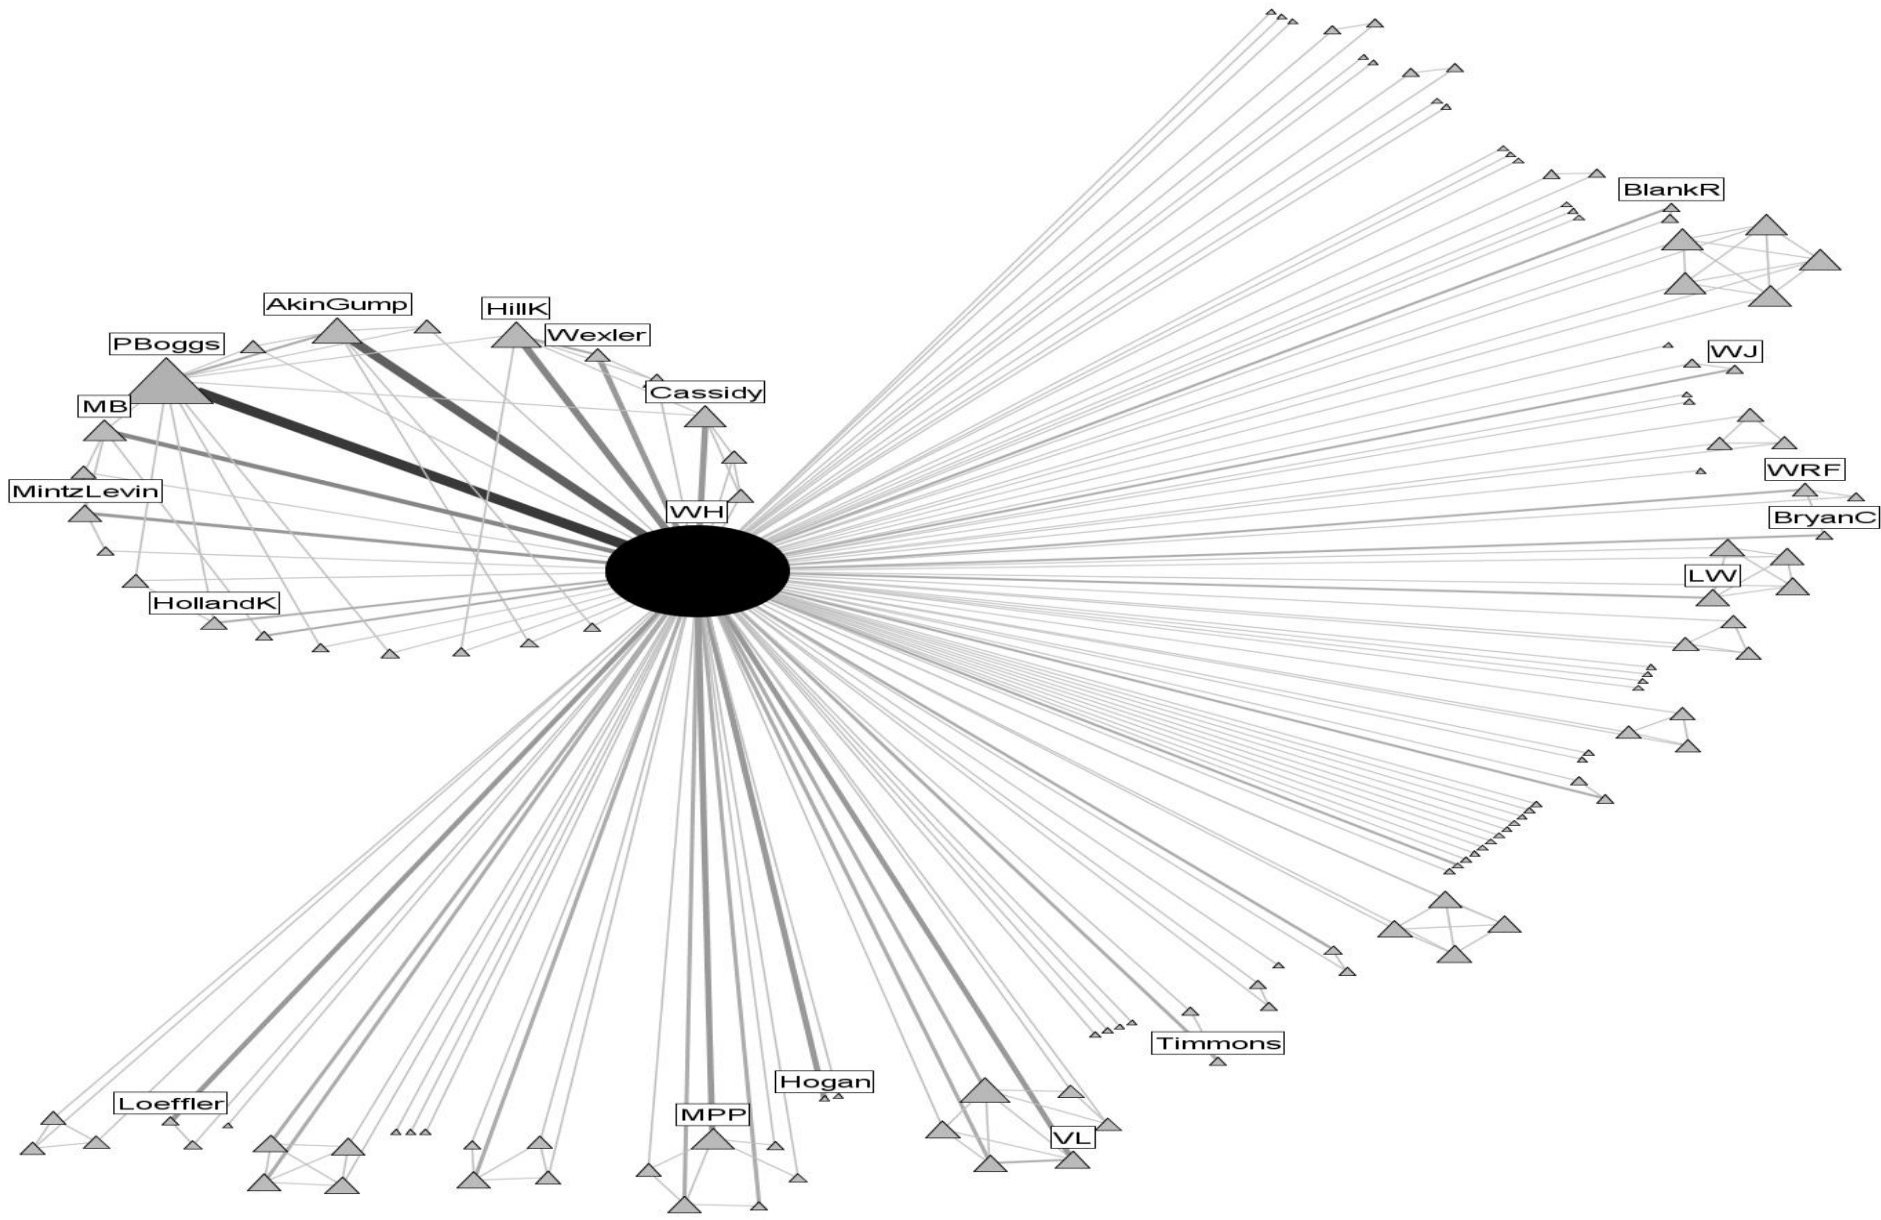 BlankR
AkinGump
HillK
Wexler
PBoggs
WJ
Cassidy
MB
WRF
MintzLevin
WH
BryanC
LW
HollandK
Timmons
Hogan
Loeffler
MPP
VL